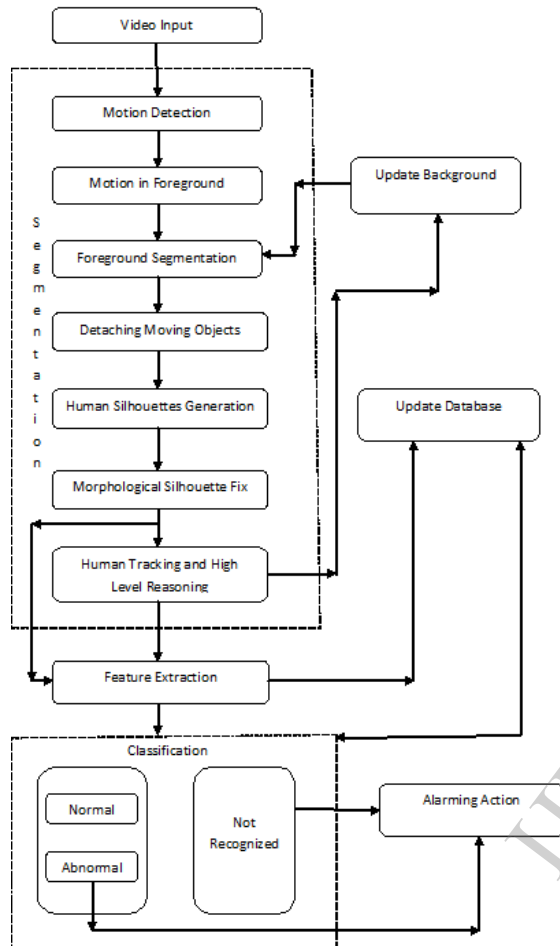 Video Input
Motion Detection
Motion in Foreground
Update Background
Segmentation
Foreground Segmentation
Detaching Moving Objects
Human Silhouettes Generation
Update Database
Morphological Silhouette Fix
Human Tracking and High
Level Reasoning
Feature Extraction
Classification
Normal
Abnormal
Not
Recognized
Alarming Action